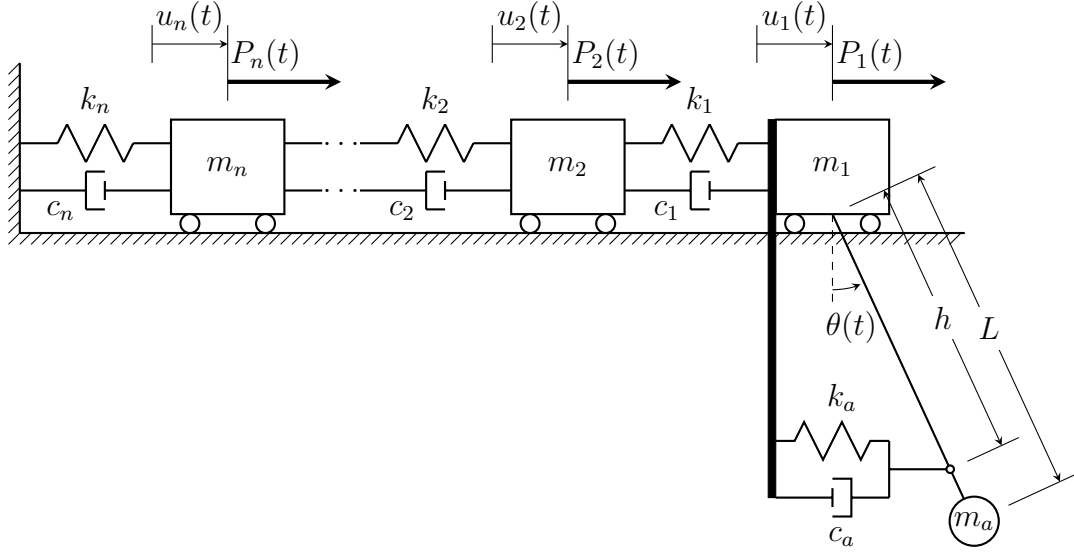 u_n(t) u_2(t) u_1(t)
P_n(t) P_2(t) P_1(t)
k_n k_2 k_1
m_n ... m_2 m_1
... 
c_n c_2 c_1
θ(t) h L
k_a
c_a m_a